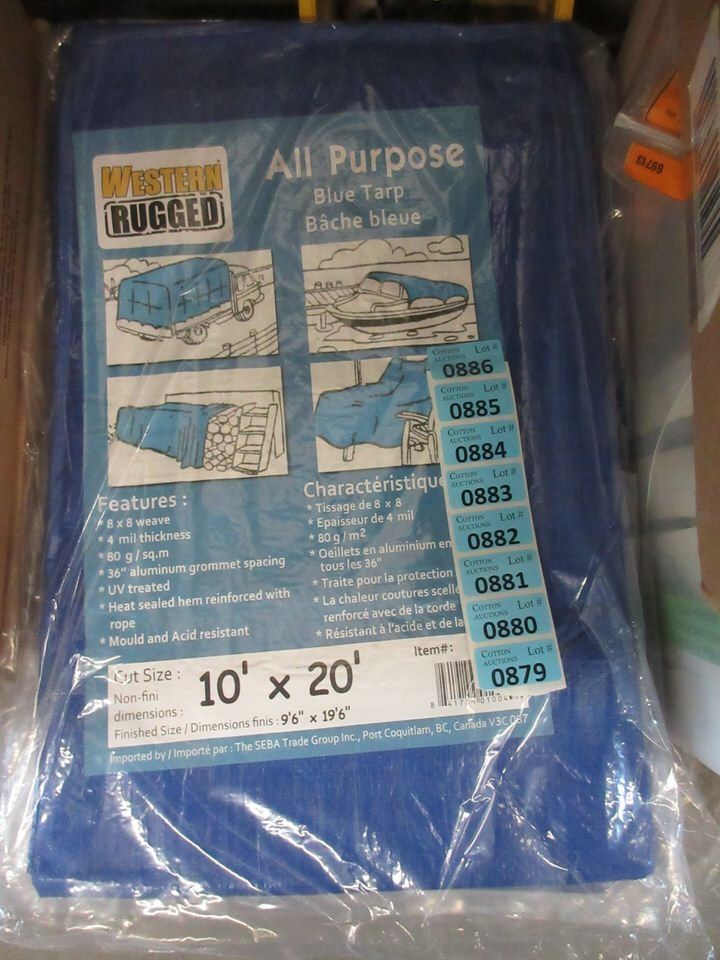 WESTERN
RUGGED
All Purpose
Blue Tarp
Bâche bleue
Features :
* 8 x 8 weave
* 4 mil thickness
* 80 g/sq.m
* 36" aluminum grommet spacing
* UV treated
* Heat sealed hem reinforced with
rope
* Mould and Acid resistant
Charactéristique
* Tissage de 8 x 8
* Epaisseur de 4 mil
* 80 g/m²
* Oeillets en aluminium en
tous les 36"
* Traite pour la protection
* La chaleur coutures scelle
renforcé avec de la corde
* Résistant à l'acide et de la
Cut Size :
Non-fini
dimensions :
10' x 20'
Finished Size / Dimensions finis : 9'6" x 19'6"
Item#:
Imported by / Importé par : The SEBA Trade Group Inc., Port Coquitlam, BC, Canada V3C 0B7
COTTON AUCTIONS Lot #
0886
COTTON AUCTIONS Lot #
0885
COTTON AUCTIONS Lot #
0884
COTTON AUCTIONS Lot #
0883
COTTON AUCTIONS Lot #
0882
COTTON AUCTIONS Lot #
0881
COTTON AUCTIONS Lot #
0880
COTTON AUCTIONS Lot #
0879
69713